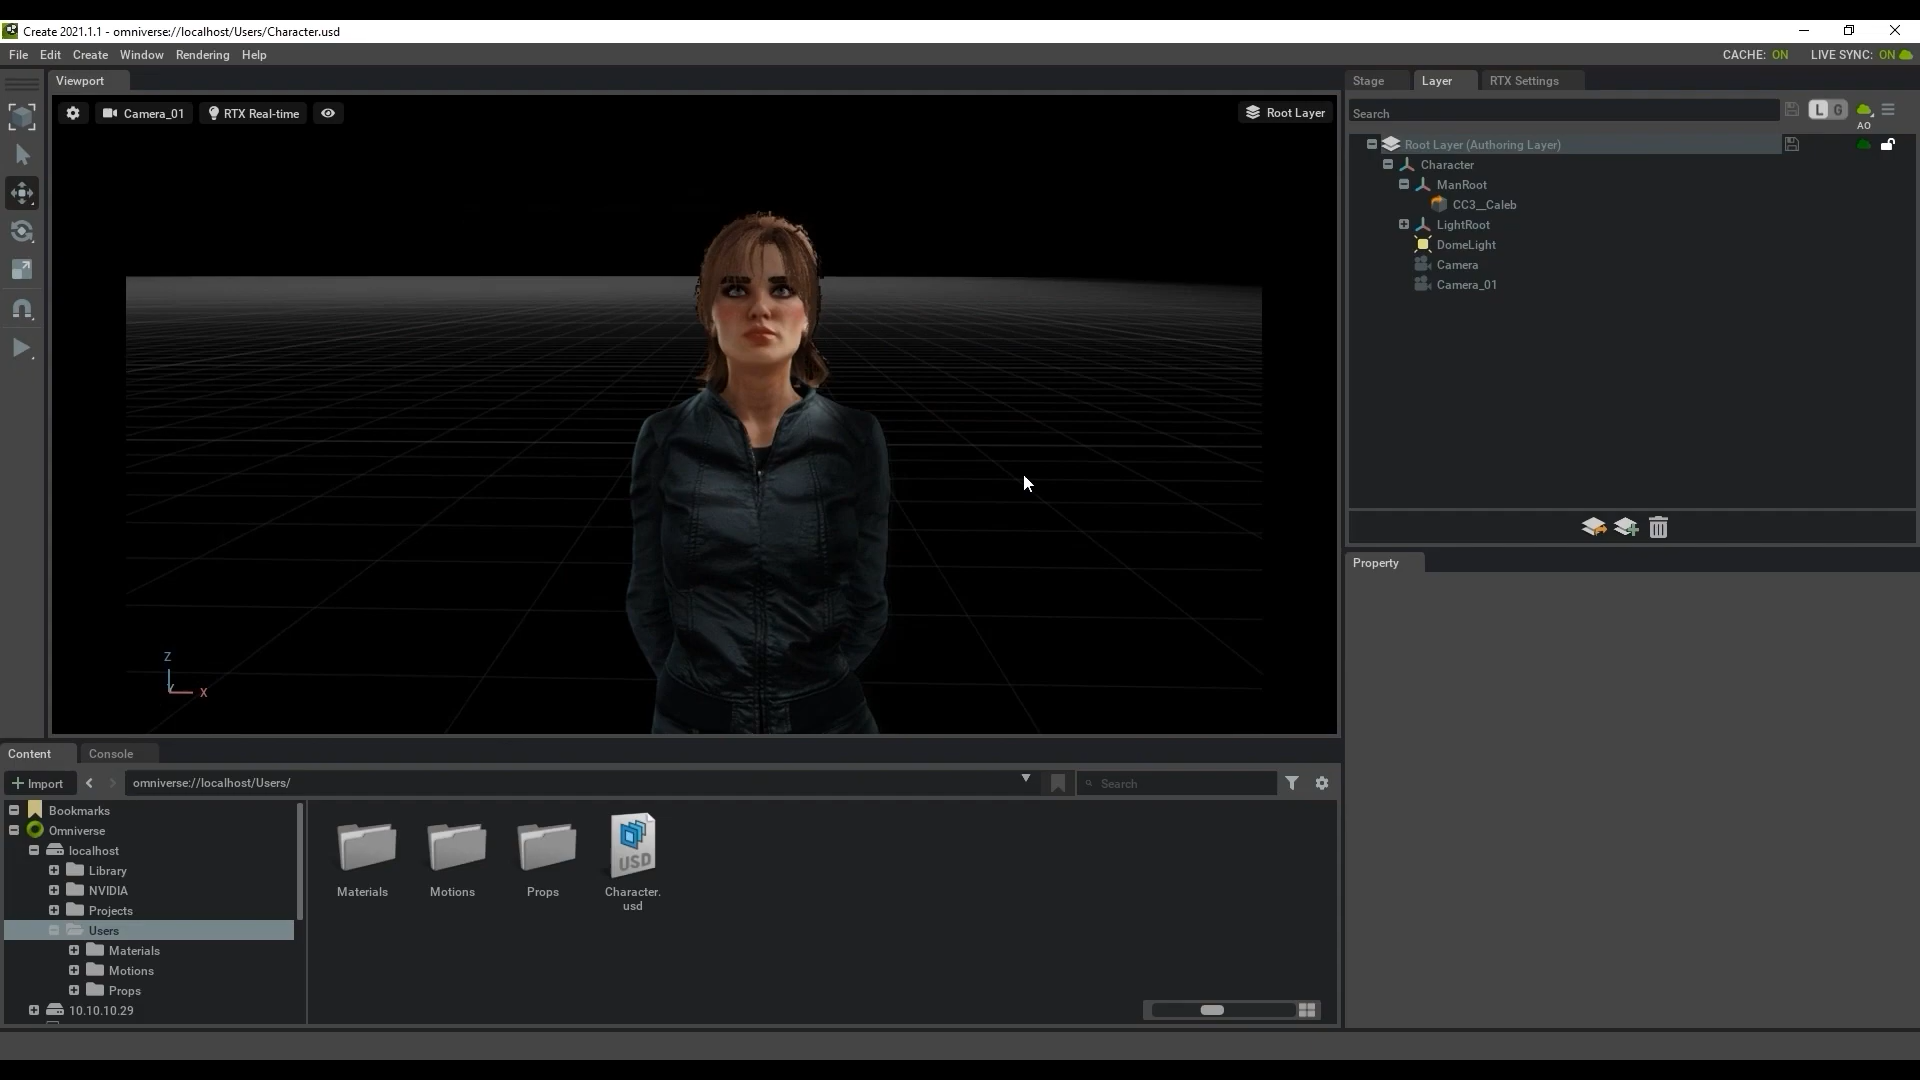 Create 2021.1.1 - omniverse://localhost/Users/Character.usd
File Edit Create Window Rendering Help
CACHE: ON LIVE SYNC: ON
Viewport
Camera_01
RTX Real-time
Root Layer
Z
X
Stage
Layer
RTX Settings
Search
L G
AO
Root Layer (Authoring Layer)
Character
ManRoot
CC3__Caleb
LightRoot
DomeLight
Camera
Camera_01
Property
Content
Console
Import
omniverse://localhost/Users/
Search
Bookmarks
Omniverse
localhost
Library
NVIDIA
Projects
Users
Materials
Motions
Props
10.10.10.29
Materials
Motions
Props
USD
Character.
usd